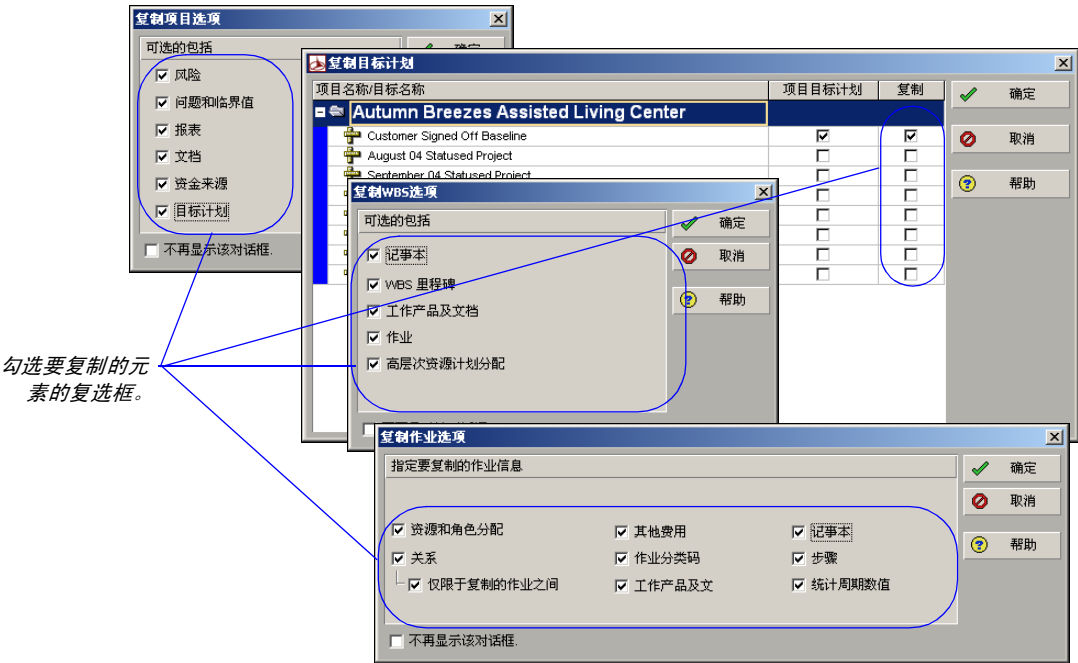 复制项目选项
可选的包括
风险
问题和临界值
报表
文档
资金来源
目标计划
不再显示该对话框.
复制目标计划
项目名称/目标名称 项目目标计划 复制
Autumn Breezes Assisted Living Center
Customer Signed Off Baseline
August 04 Statused Project
September 04 Statused Project
确定
取消
帮助
复制WBS选项
可选的包括
记事本
WBS 里程碑
工作产品及文档
作业
高层次资源计划分配
确定
取消
帮助
勾选要复制的元
素的复选框。
复制作业选项
指定要复制的作业信息
资源和角色分配 其他费用 记事本
关系 作业分类码 步骤
仅限于复制的作业之间 工作产品及文 统计周期数值
不再显示该对话框.
确定
取消
帮助